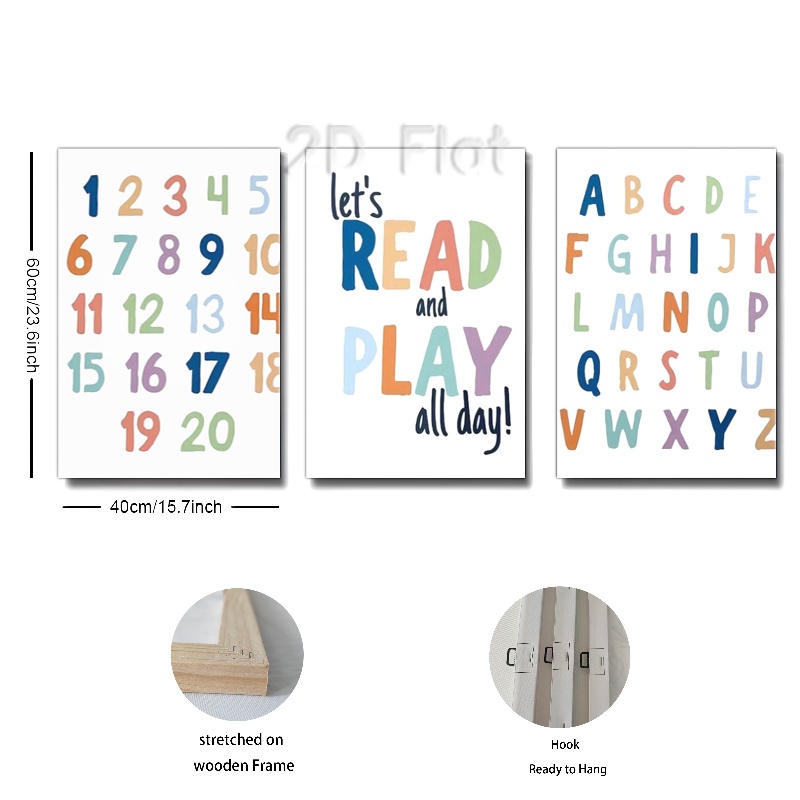 2D Flat
60cm/23.6inch
1 2 3 4 5
6 7 8 9 10
11 12 13 14
15 16 17 18
19 20
let's
READ
and
PLAY
all day!
A B C D E
F G H I J K
L M N O P
Q R S T U
V W X Y Z
40cm/15.7inch
stretched on
wooden Frame
Hook
Ready to Hang